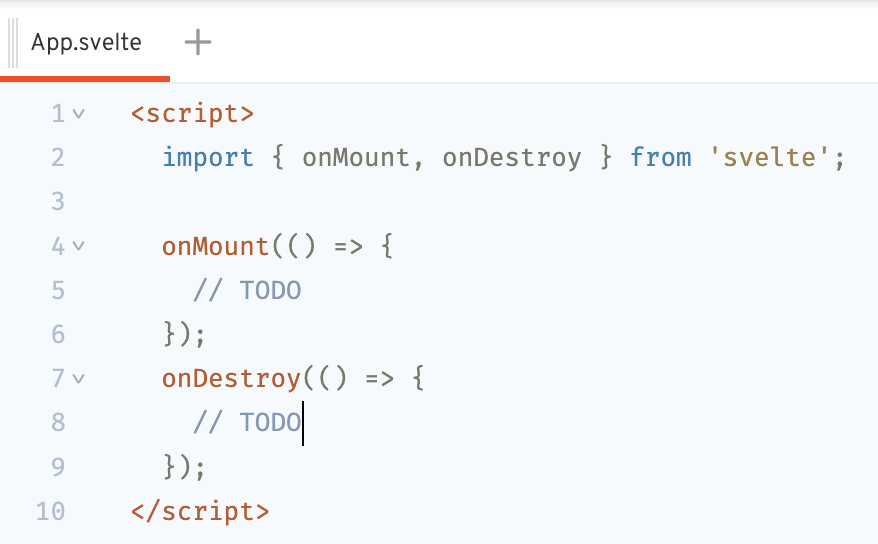 App.svelte +
1 <script>
2 import { onMount, onDestroy } from 'svelte';
3
4 onMount(() => {
5 // TODO
6 });
7 onDestroy(() => {
8 // TODO
9 });
10 </script>